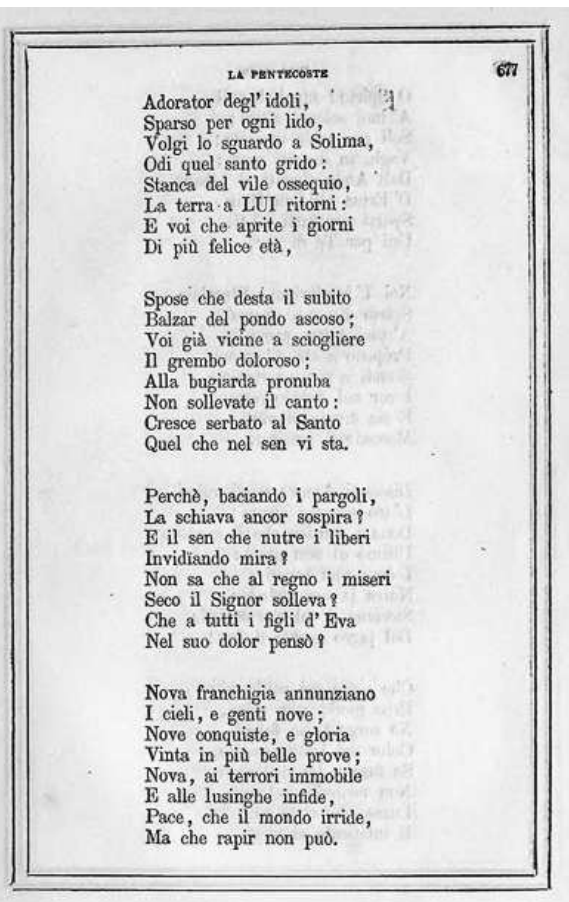 LA PENTECOSTE
677
Adorator degl' idoli,
Sparso per ogni lido,
Volgi lo sguardo a Solima,
Odi quel santo grido:
Stanca del vile ossequio,
La terra a LUI ritorni:
E voi che aprite i giorni
Di più felice età,
Spose che desta il subito
Balzar del pondo ascoso;
Voi già vicine a sciogliere
Il grembo doloroso;
Alla bugiarda pronuba
Non sollevate il canto:
Cresce serbato al Santo
Quel che nel sen vi sta.
Perchè, baciando i pargoli,
La schiava ancor sospira?
E il sen che nutre i liberi
Invidïando mira?
Non sa che al regno i miseri
Seco il Signor solleva?
Che a tutti i figli d' Eva
Nel suo dolor pensò?
Nova franchigia annunziano
I cieli, e genti nove;
Nove conquiste, e gloria
Vinta in più belle prove;
Nova, ai terrori immobile
E alle lusinghe infide,
Pace, che il mondo irride,
Ma che rapir non può.